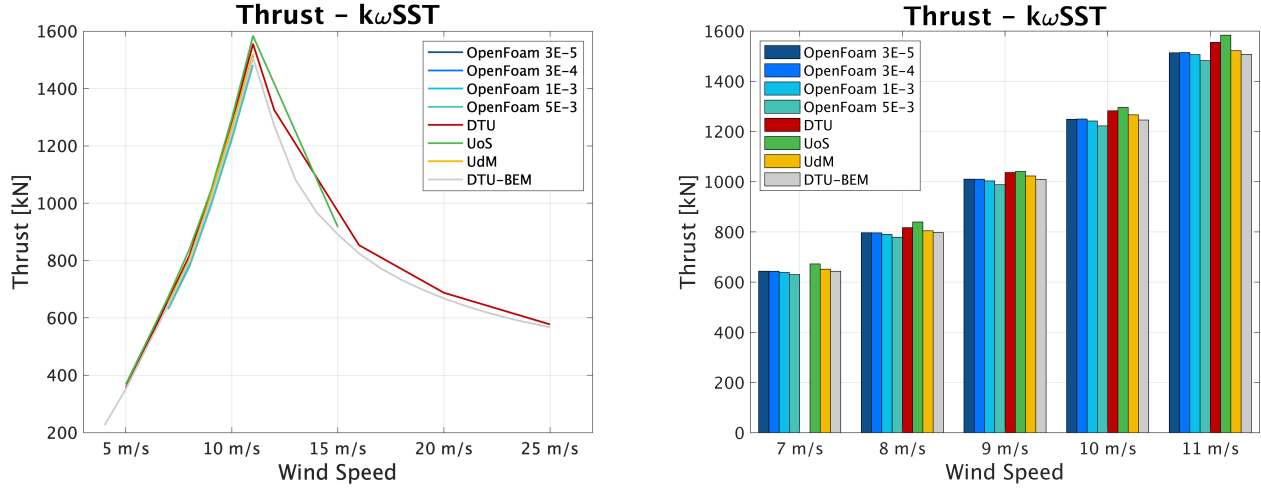 Thrust – kωSST
1600
1400
1200
1000
800
600
400
200
Thrust [kN]
OpenFoam 3E-5
OpenFoam 3E-4
OpenFoam 1E-3
OpenFoam 5E-3
DTU
UoS
UdM
DTU-BEM
5 m/s 10 m/s 15 m/s 20 m/s 25 m/s
Wind Speed
Thrust – kωSST
1600
1400
1200
1000
800
600
400
200
0
Thrust [kN]
OpenFoam 3E-5
OpenFoam 3E-4
OpenFoam 1E-3
OpenFoam 5E-3
DTU
UoS
UdM
DTU-BEM
7 m/s 8 m/s 9 m/s 10 m/s 11 m/s
Wind Speed